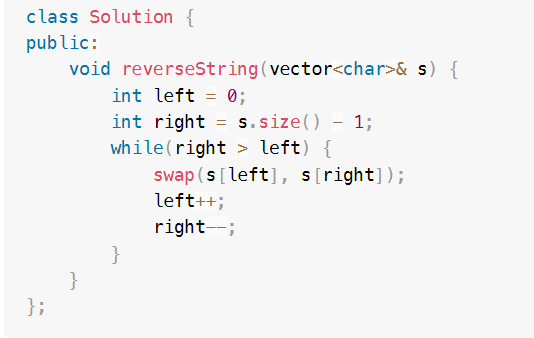 class Solution {
public:
    void reverseString(vector<char>& s) {
        int left = 0;
        int right = s.size() - 1;
        while(right > left) {
            swap(s[left], s[right]);
            left++;
            right--;
        }
    }
};